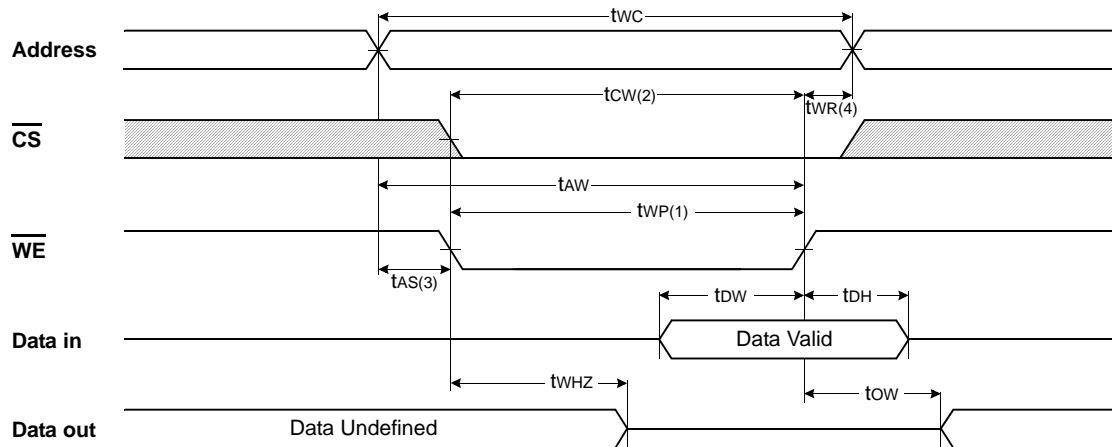 tWC
Address
tCW(2)
tWR(4)
CS
tAW
tWP(1)
WE
tAS(3)
tDW
tDH
Data in
Data Valid
tWHZ
tOW
Data out
Data Undefined